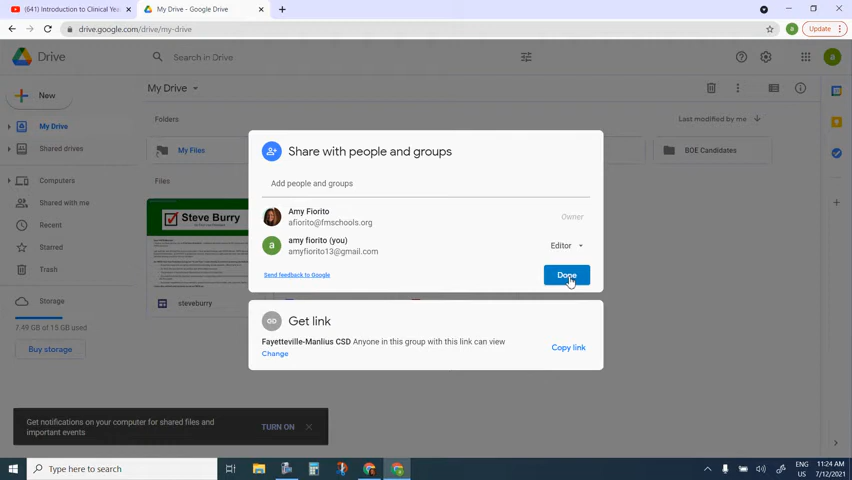 (641) Introduction to Clinical Yea
My Drive - Google Drive
drive.google.com/drive/my-drive
a
Update
Drive
Search in Drive
a
New
My Drive
My Drive
Shared drives
Computers
Shared with me
Recent
Starred
Trash
Storage
7.49 GB of 15 GB used
Buy storage
Folders
Last modified by me
My Files
BOE Candidates
Files
Steve Burry
steveburry
Share with people and groups
Add people and groups
Amy Fiorito
afiorito@fmschools.org
Owner
a
amy fiorito (you)
amyfiorito13@gmail.com
Editor
Send feedback to Google
Done
Get link
Fayetteville-Manlius CSD Anyone in this group with this link can view
Change
Copy link
Get notifications on your computer for shared files and
important events
TURN ON
Type here to search
ENG
US
11:24 AM
7/12/2021